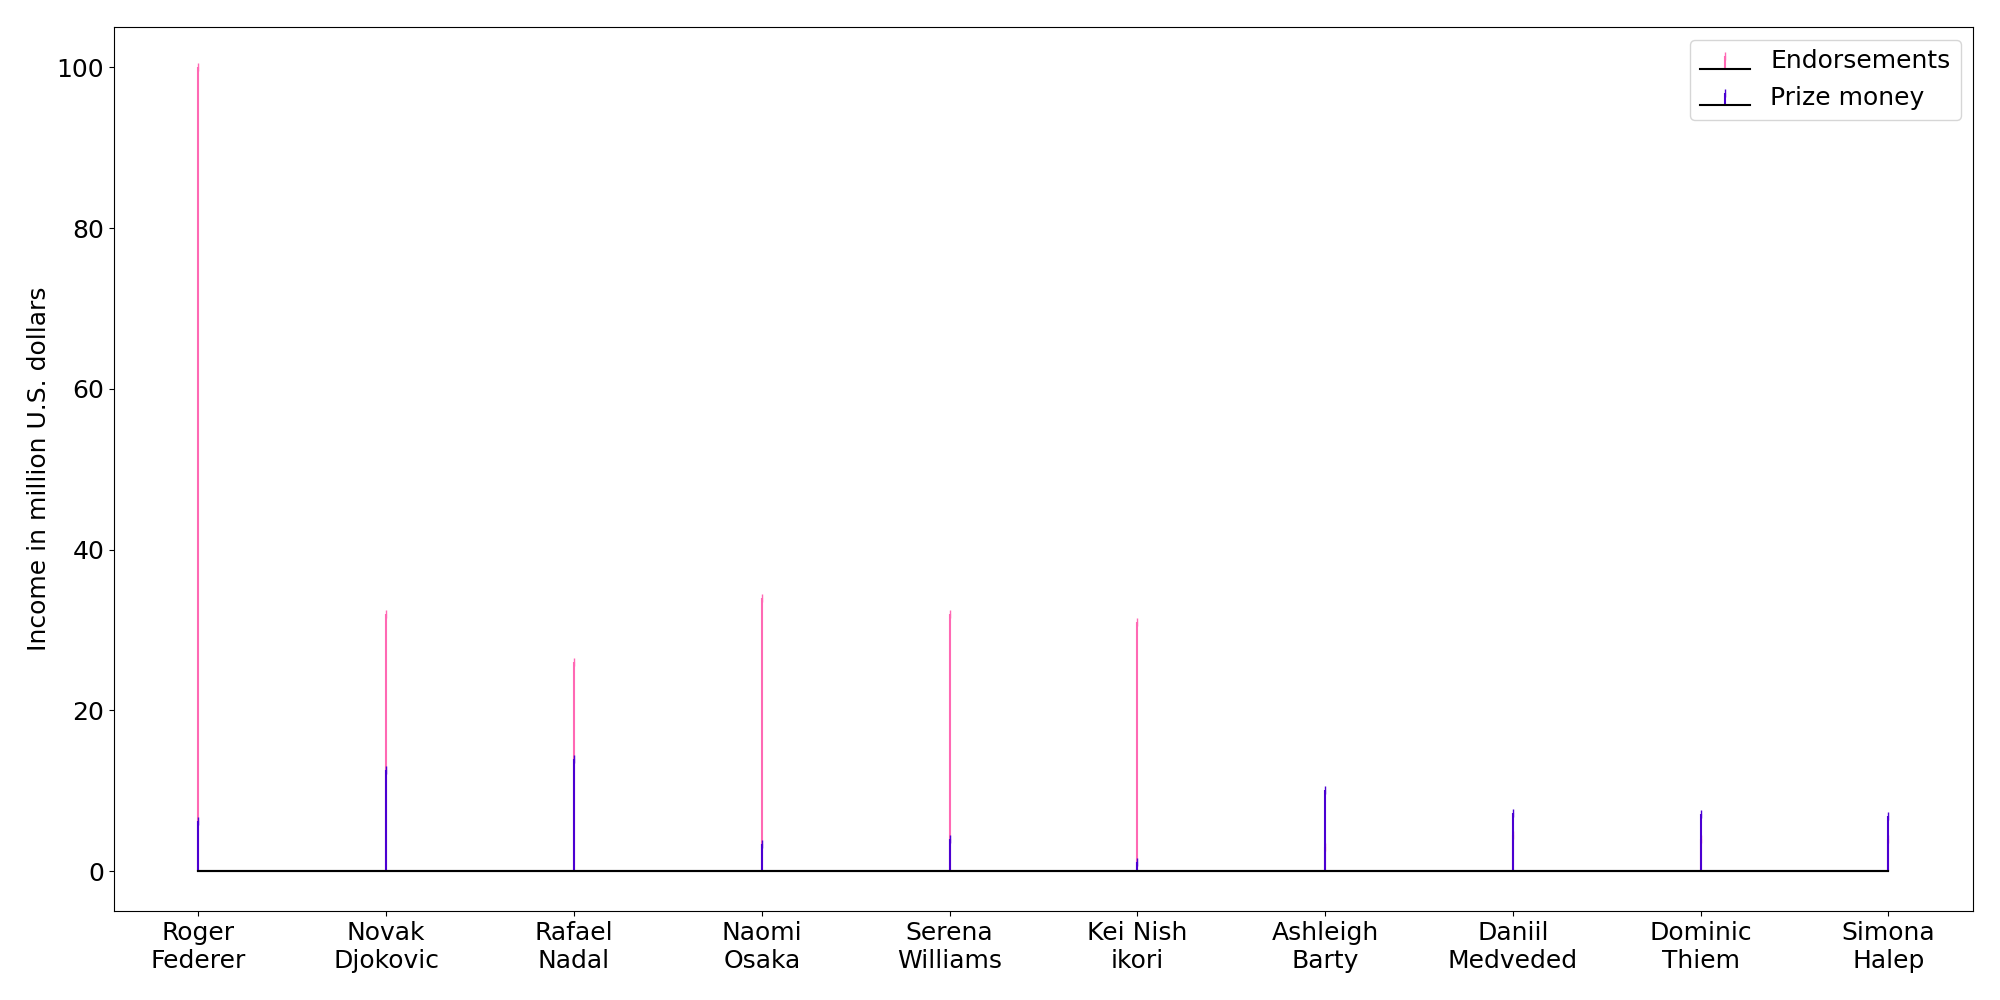 Endorsements
Prize money
Income in million U.S. dollars
100
80
60
40
20
0
Roger
Federer
Novak
Djokovic
Rafael
Nadal
Naomi
Osaka
Serena
Williams
Kei Nish
ikori
Ashleigh
Barty
Daniil
Medveded
Dominic
Thiem
Simona
Halep